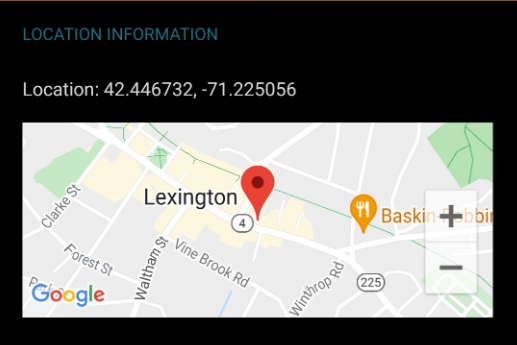 LOCATION INFORMATION
Location: 42.446732, -71.225056
Lexington
4
Clarke St
Baskin Robbin
Forest St
Waltham St
Vine Brook Rd
Winthrop Rd
225
Google